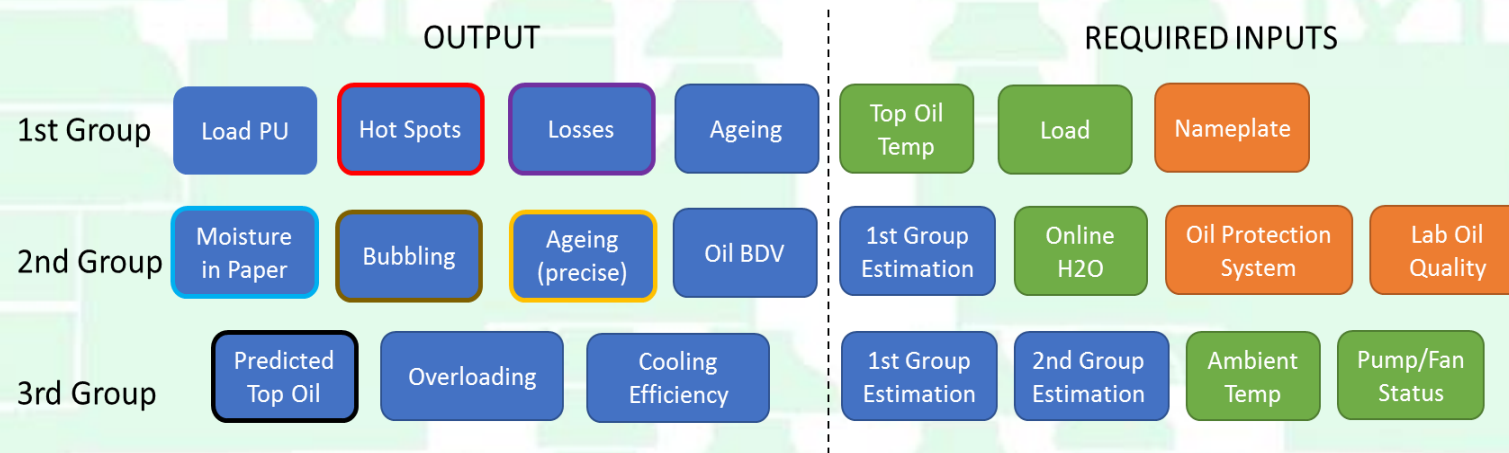 OUTPUT
REQUIRED INPUTS
1st Group
Load PU
Hot Spots
Losses
Ageing
Top Oil
Temp
Load
Nameplate
2nd Group
Moisture
in Paper
Bubbling
Ageing
(precise)
Oil BDV
1st Group
Estimation
Online
H2O
Oil Protection
System
Lab Oil
Quality
3rd Group
Predicted
Top Oil
Overloading
Cooling
Efficiency
1st Group
Estimation
2nd Group
Estimation
Ambient
Temp
Pump/Fan
Status